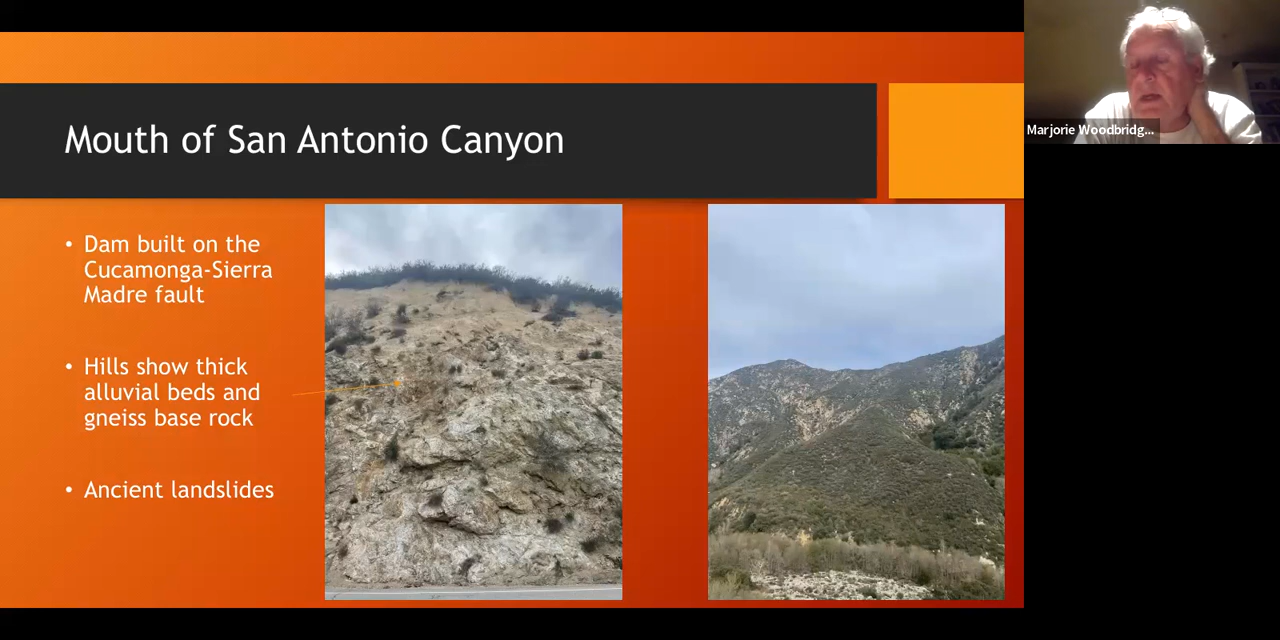 Mouth of San Antonio Canyon
• Dam built on the
Cucamonga-Sierra
Madre fault
• Hills show thick
alluvial beds and
gneiss base rock
• Ancient landslides
Marjorie Woodbridg...